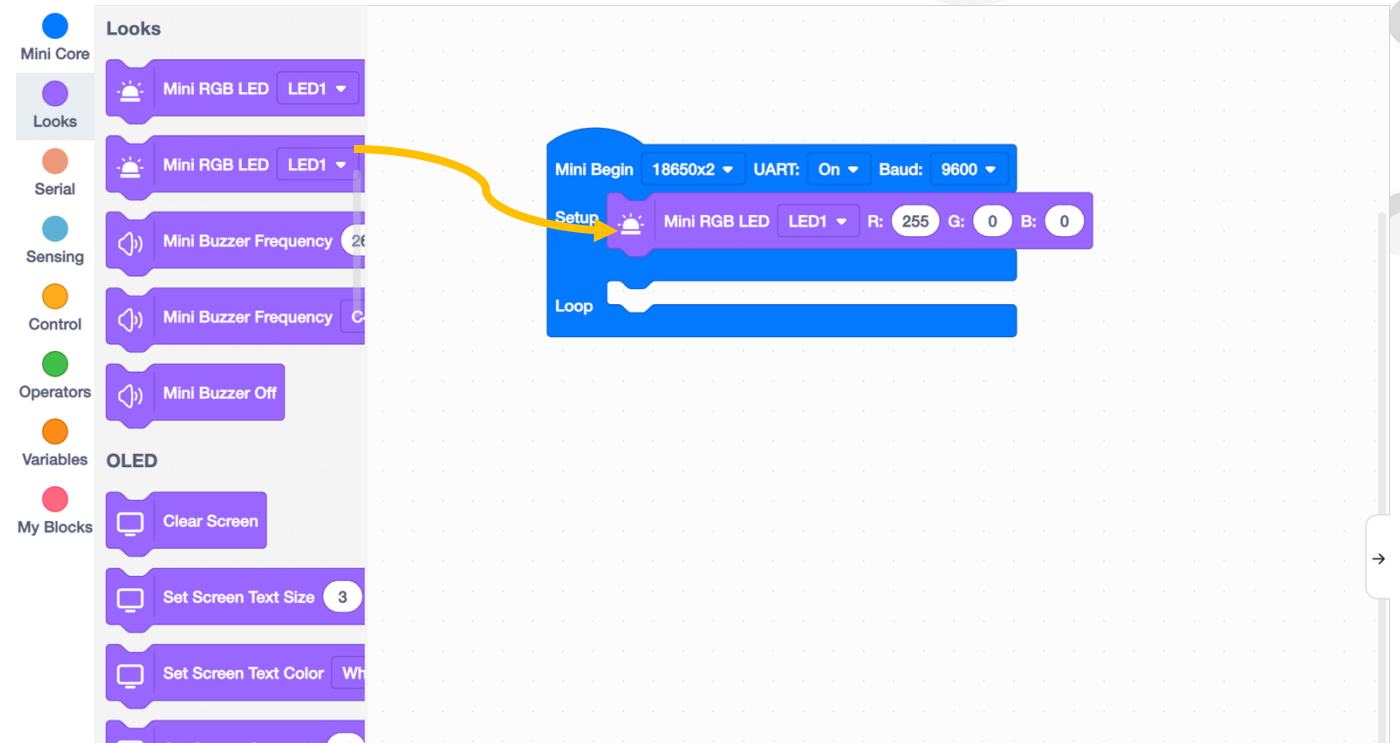 Mini Core
Looks
Serial
Sensing
Control
Operators
Variables
My Blocks
Looks
Mini RGB LED LED1
Mini RGB LED LED1
Mini Buzzer Frequency 26
Mini Buzzer Frequency
Mini Buzzer Off
OLED
Clear Screen
Set Screen Text Size 3
Set Screen Text Color Wh
Mini Begin 18650x2 UART: On Baud: 9600
Setup Mini RGB LED LED1 R: 255 G: 0 B: 0
Loop